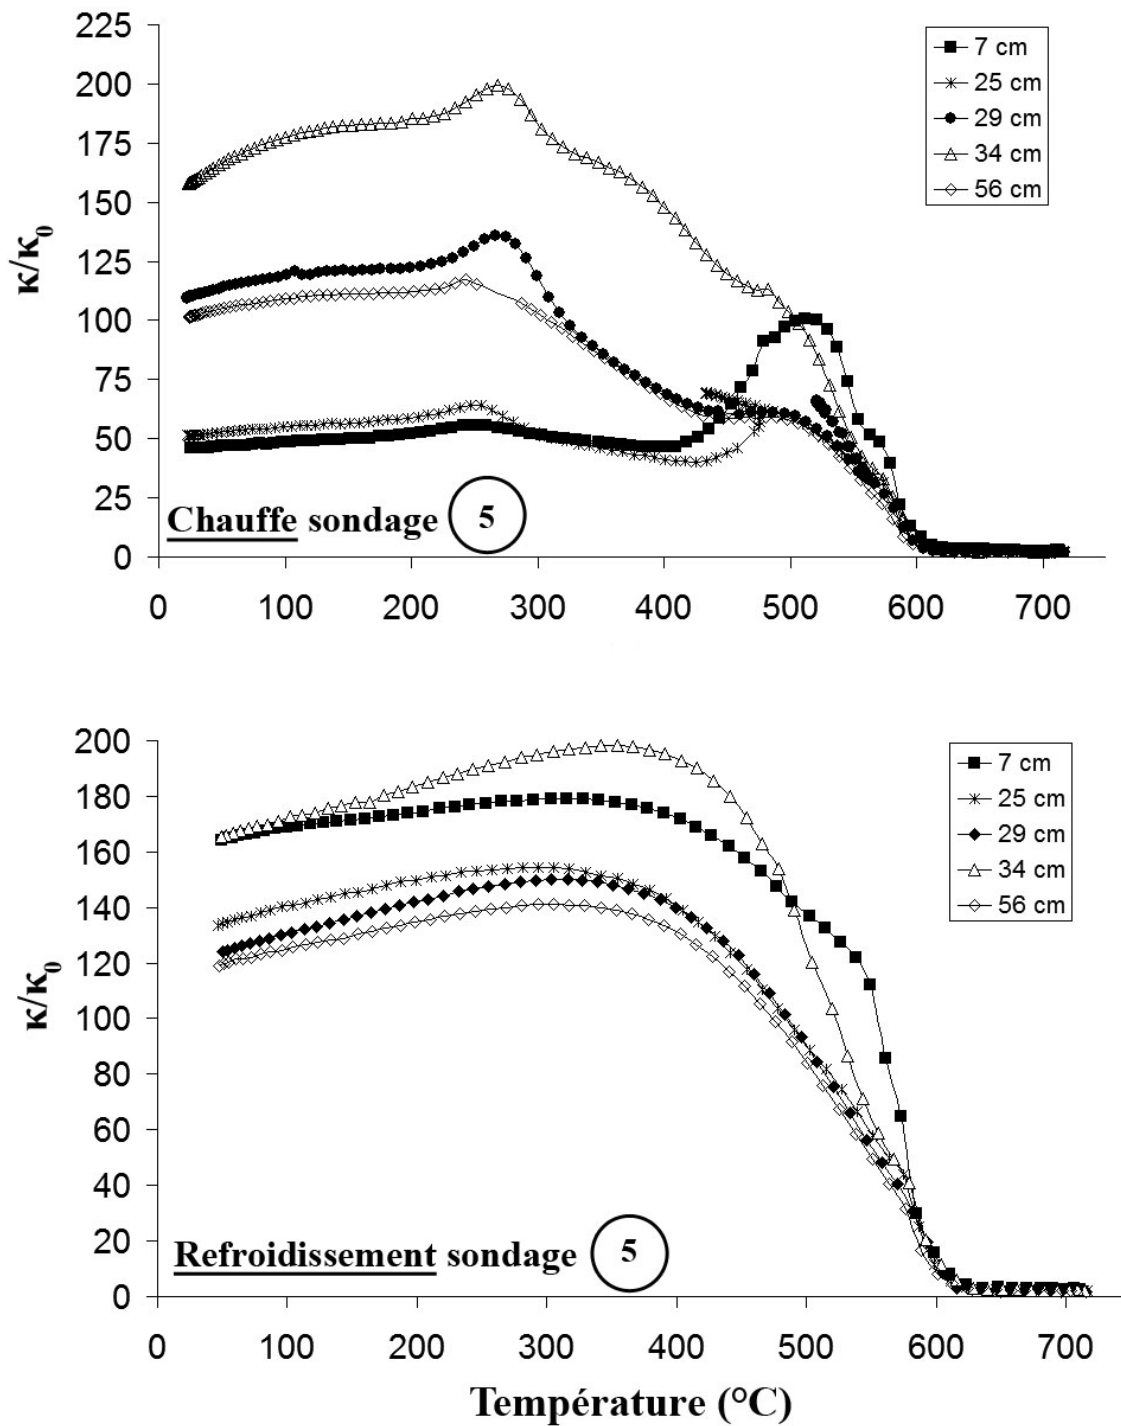 225
200
175
150
125
100
75
50
25
0
κ/κ0
7 cm
25 cm
29 cm
34 cm
56 cm
Chauffe sondage 5
0 100 200 300 400 500 600 700
200
180
160
140
120
100
80
60
40
20
0
κ/κ0
7 cm
25 cm
29 cm
34 cm
56 cm
Refroidissement sondage 5
0 100 200 300 400 500 600 700
Température (°C)